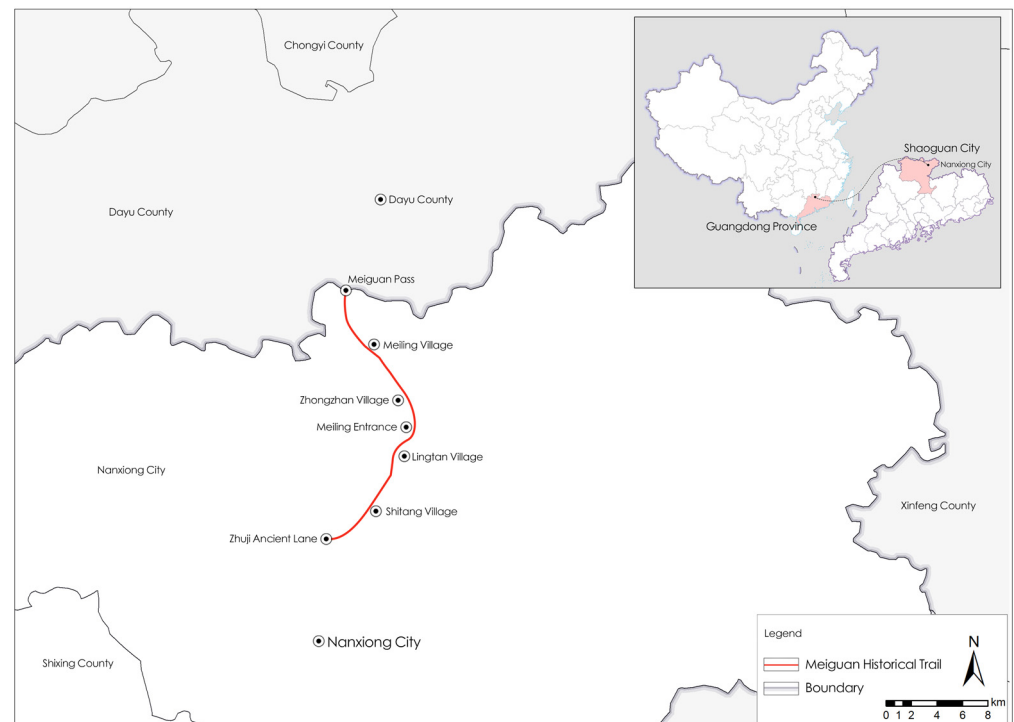 Chongyi County
Dayu County
Dayu County
Meiguan Pass
Meiling Village
Zhongzhan Village
Meiling Entrance
Lingtan Village
Nanxiong City
Shitang Village
Zhuji Ancient Lane
Nanxiong City
Shixing County
Xinfeng County
Shaoguan City
Nanxiong City
Guangdong Province
Legend
Meiguan Historical Trail
Boundary
N
km
0 1 2 4 6 8